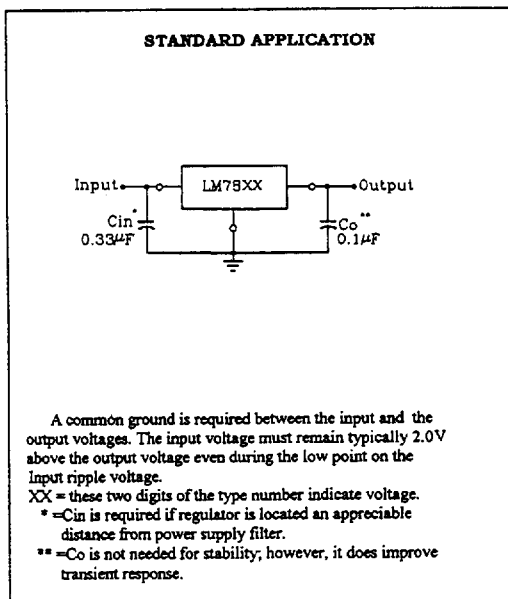 STANDARD APPLICATION
Input
LM78XX
Output
Cin*
0.33µF
Co**
0.1µF
A common ground is required between the input and the
output voltages. The input voltage must remain typically 2.0V
above the output voltage even during the low point on the
Input ripple voltage.
XX = these two digits of the type number indicate voltage.
* =Cin is required if regulator is located an appreciable
distance from power supply filter.
** =Co is not needed for stability; however, it does improve
transient response.